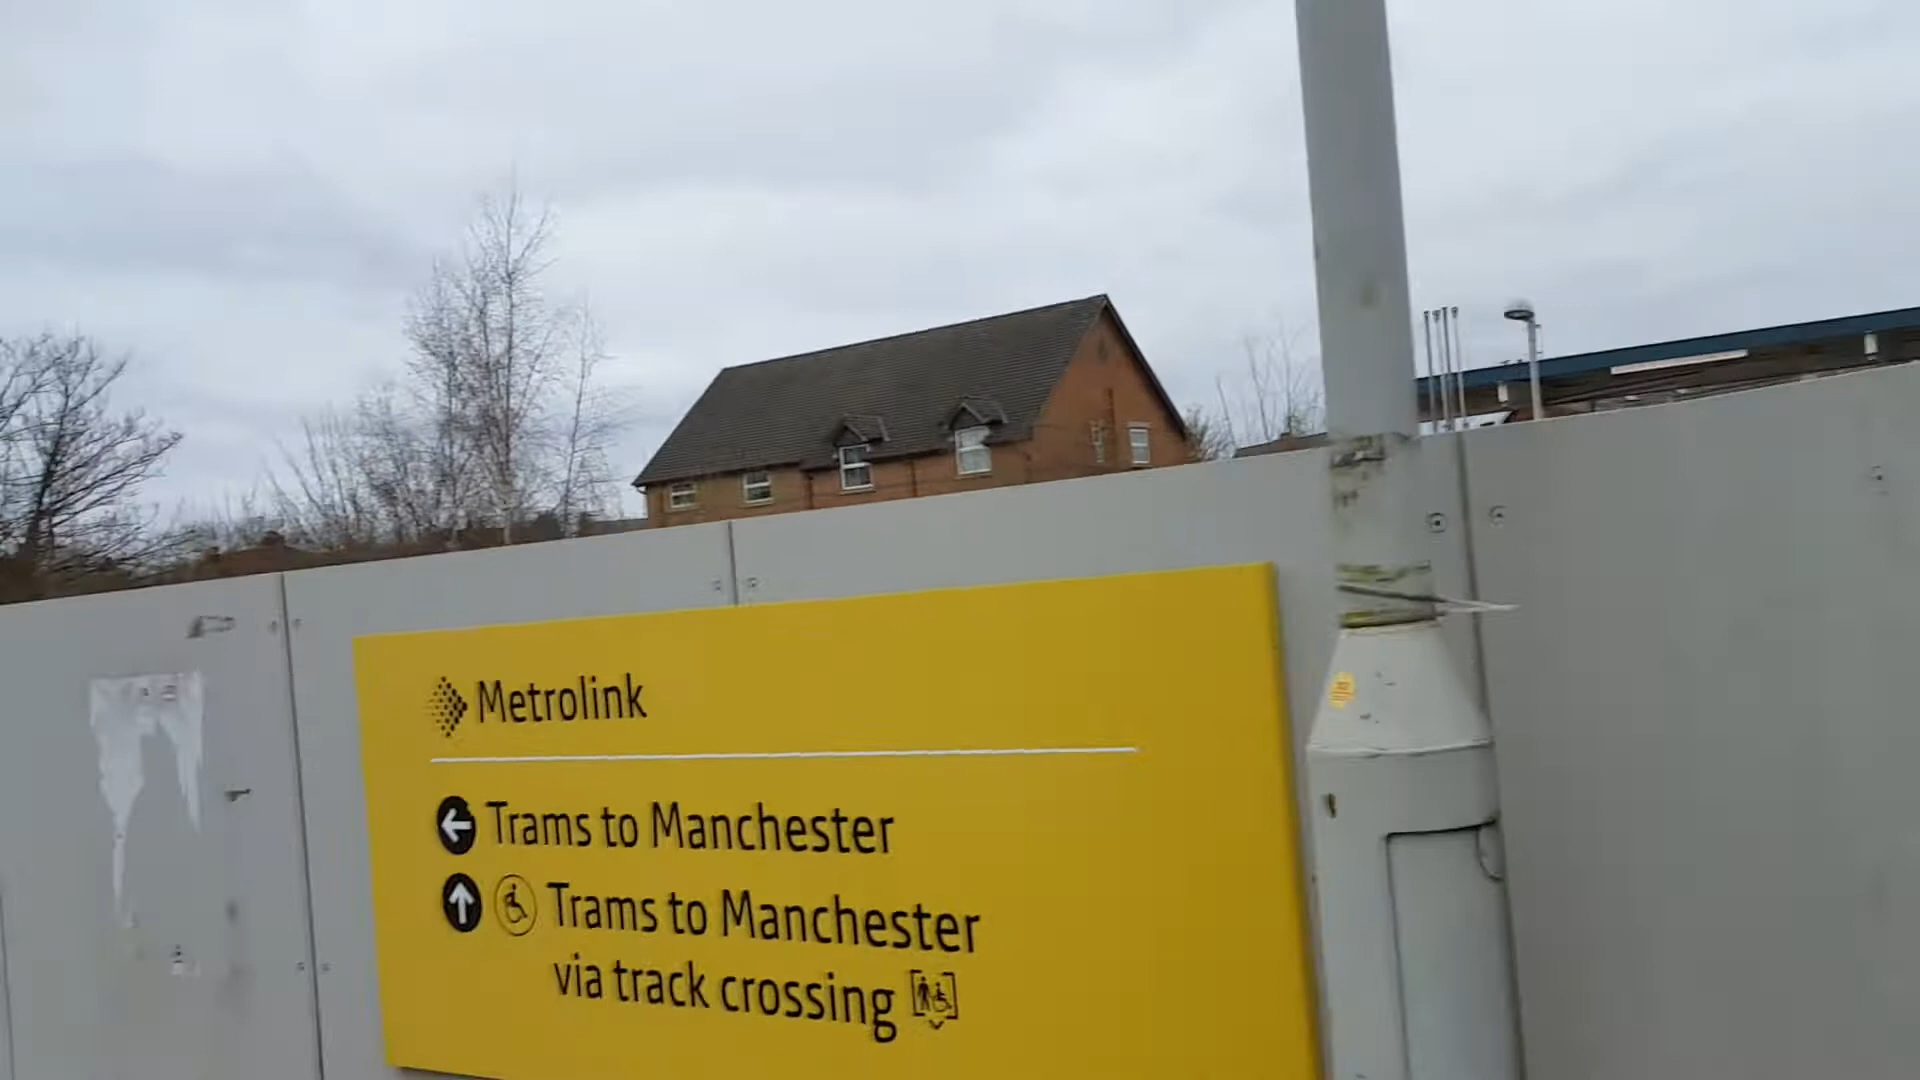 Metrolink
Trams to Manchester
Trams to Manchester
via track crossing